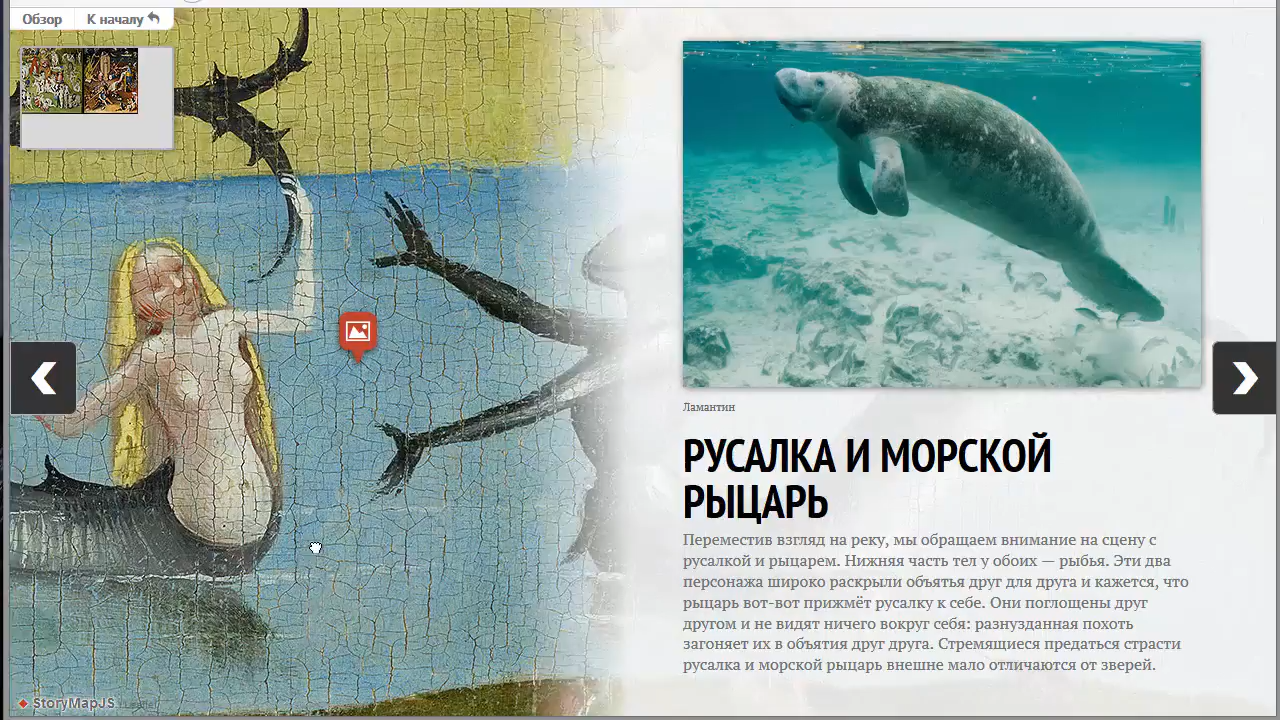 Обзор
К началу
Ламантин
РУСАЛКА И МОРСКОЙ
РЫЦАРЬ
Переместив взгляд на реку, мы обращаем внимание на сцену с
русалкой и рыцарем. Нижняя часть тел у обоих — рыбья. Эти два
персонажа широко раскрыли объятья друг для друга и кажется, что
рыцарь вот-вот прижмёт русалку к себе. Они поглощены друг
другом и не видят ничего вокруг себя: разнузданная похоть
загоняет их в объятия друг друга. Стремящиеся предаться страсти
русалка и морской рыцарь внешне мало отличаются от зверей.
StoryMapJS